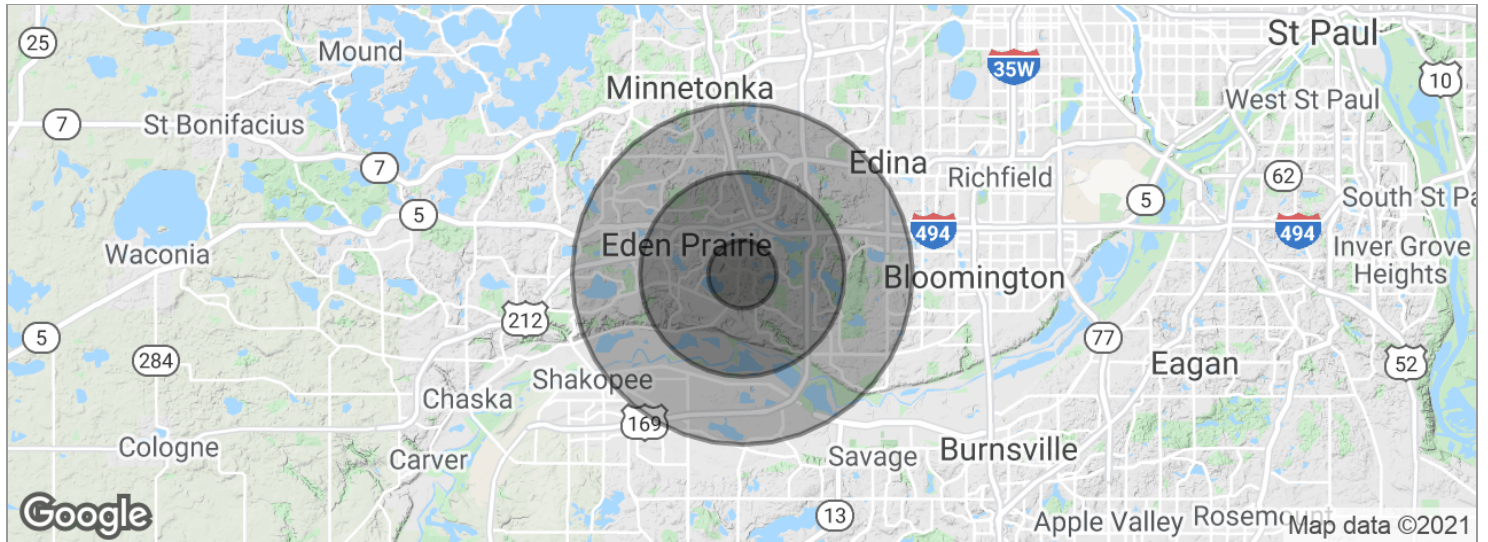 25
Mound
Minnetonka
35W
St Paul
10
7
St Bonifacius
West St Paul
7
Edina
Richfield
62
5
5
South St Pa
494
494
Waconia
Eden Prairie
Inver Grove
Heights
Bloomington
212
5
284
77
Eagan
52
Shakopee
Chaska
169
Cologne
Carver
Savage
Burnsville
Google
13
Apple Valley
Rosemount
Map data ©2021